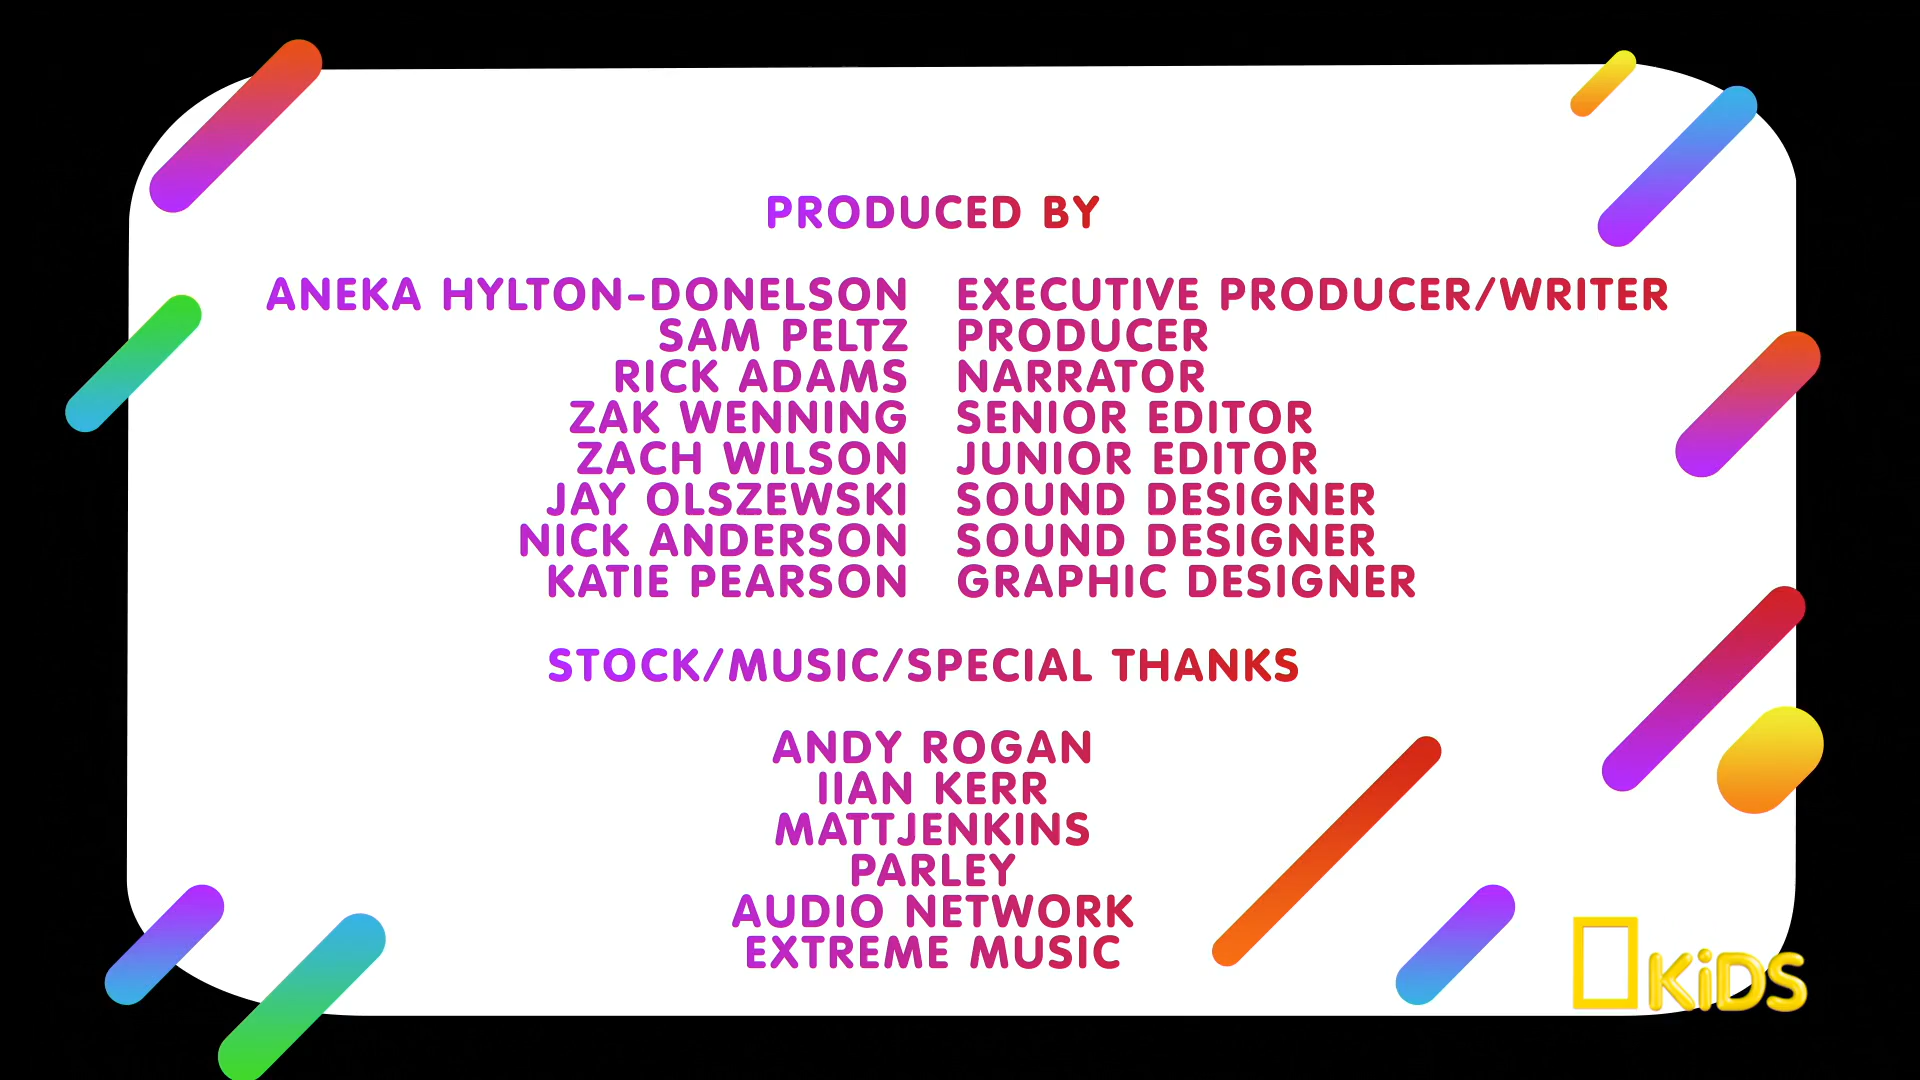 PRODUCED BY
ANEKA HYLTON-DONELSON EXECUTIVE PRODUCER/WRITER
SAM PELTZ PRODUCER
RICK ADAMS NARRATOR
ZAK WENNING SENIOR EDITOR
ZACH WILSON JUNIOR EDITOR
JAY OLSZEWSKI SOUND DESIGNER
NICK ANDERSON SOUND DESIGNER
KATIE PEARSON GRAPHIC DESIGNER
STOCK/MUSIC/SPECIAL THANKS
ANDY ROGAN
IIAN KERR
MATTJENKINS
PARLEY
AUDIO NETWORK
EXTREME MUSIC
KiDS